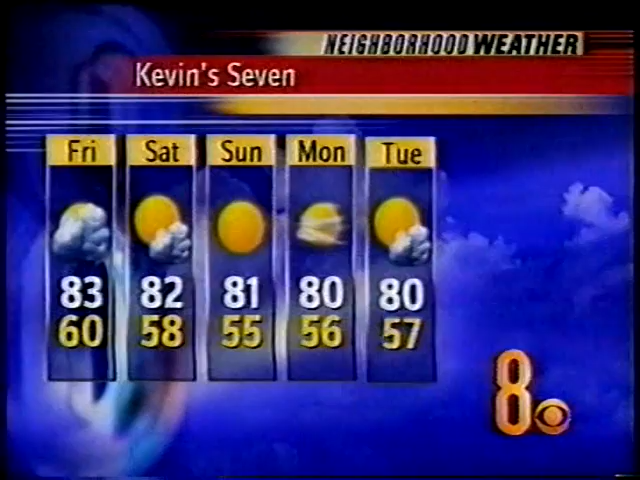 NEIGHBORHOOD WEATHER
Kevin's Seven
Fri Sat Sun Mon Tue
83 82 81 80 80
60 58 55 56 57
8